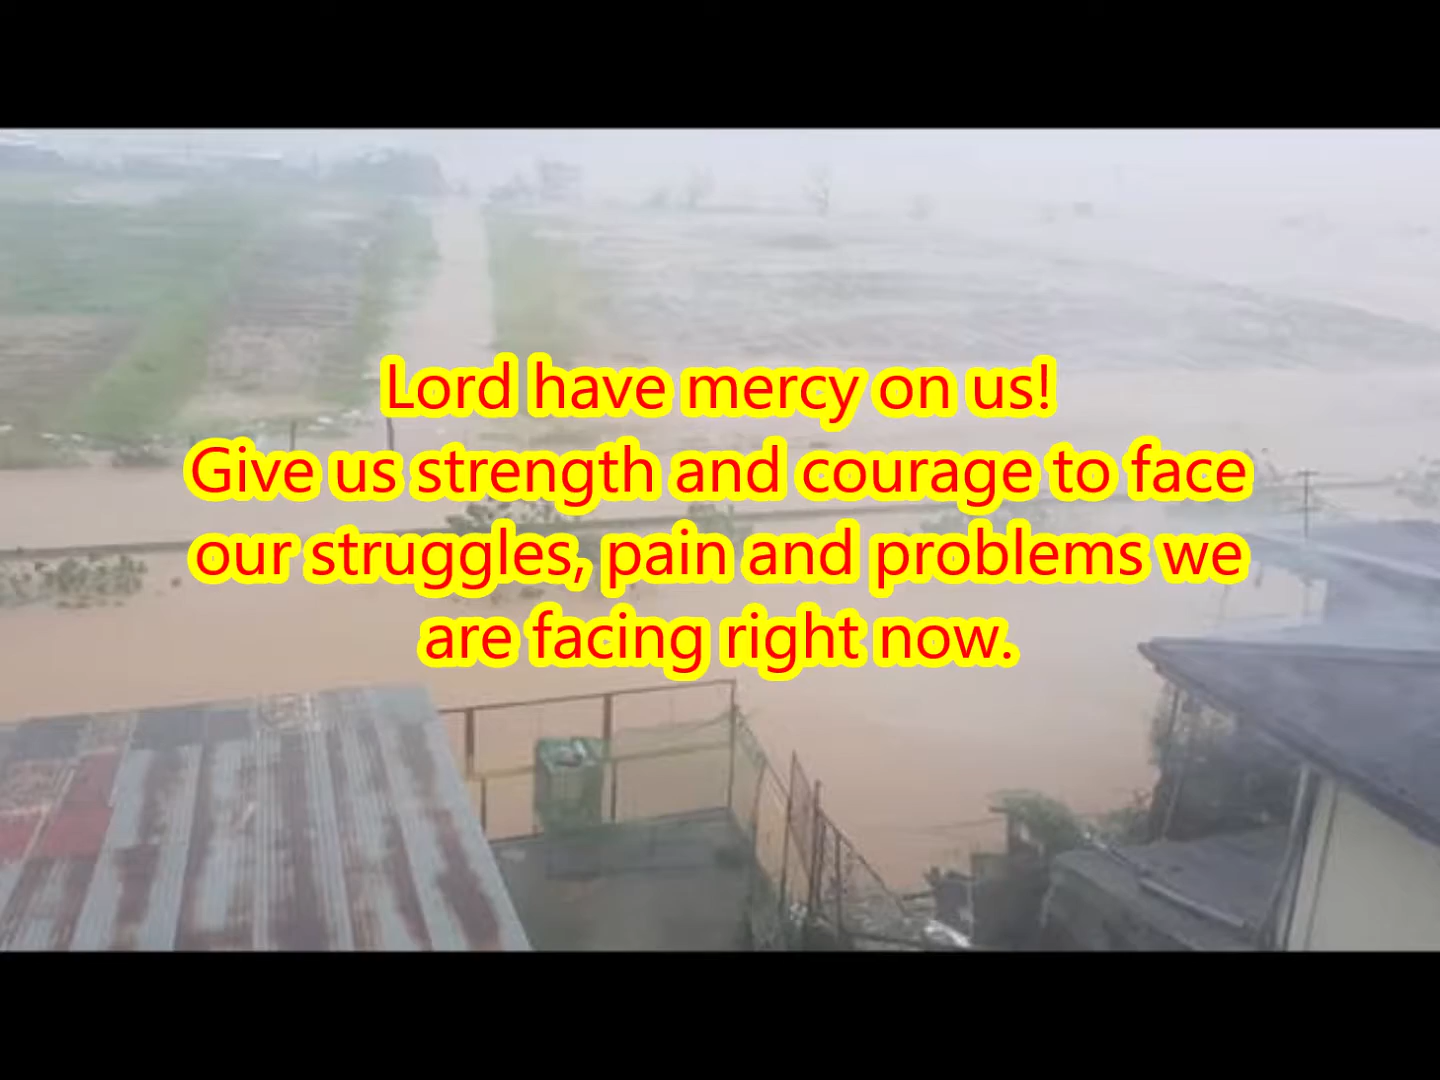 Lord have mercy on us!
Give us strength and courage to face
our struggles, pain and problems we
are facing right now.